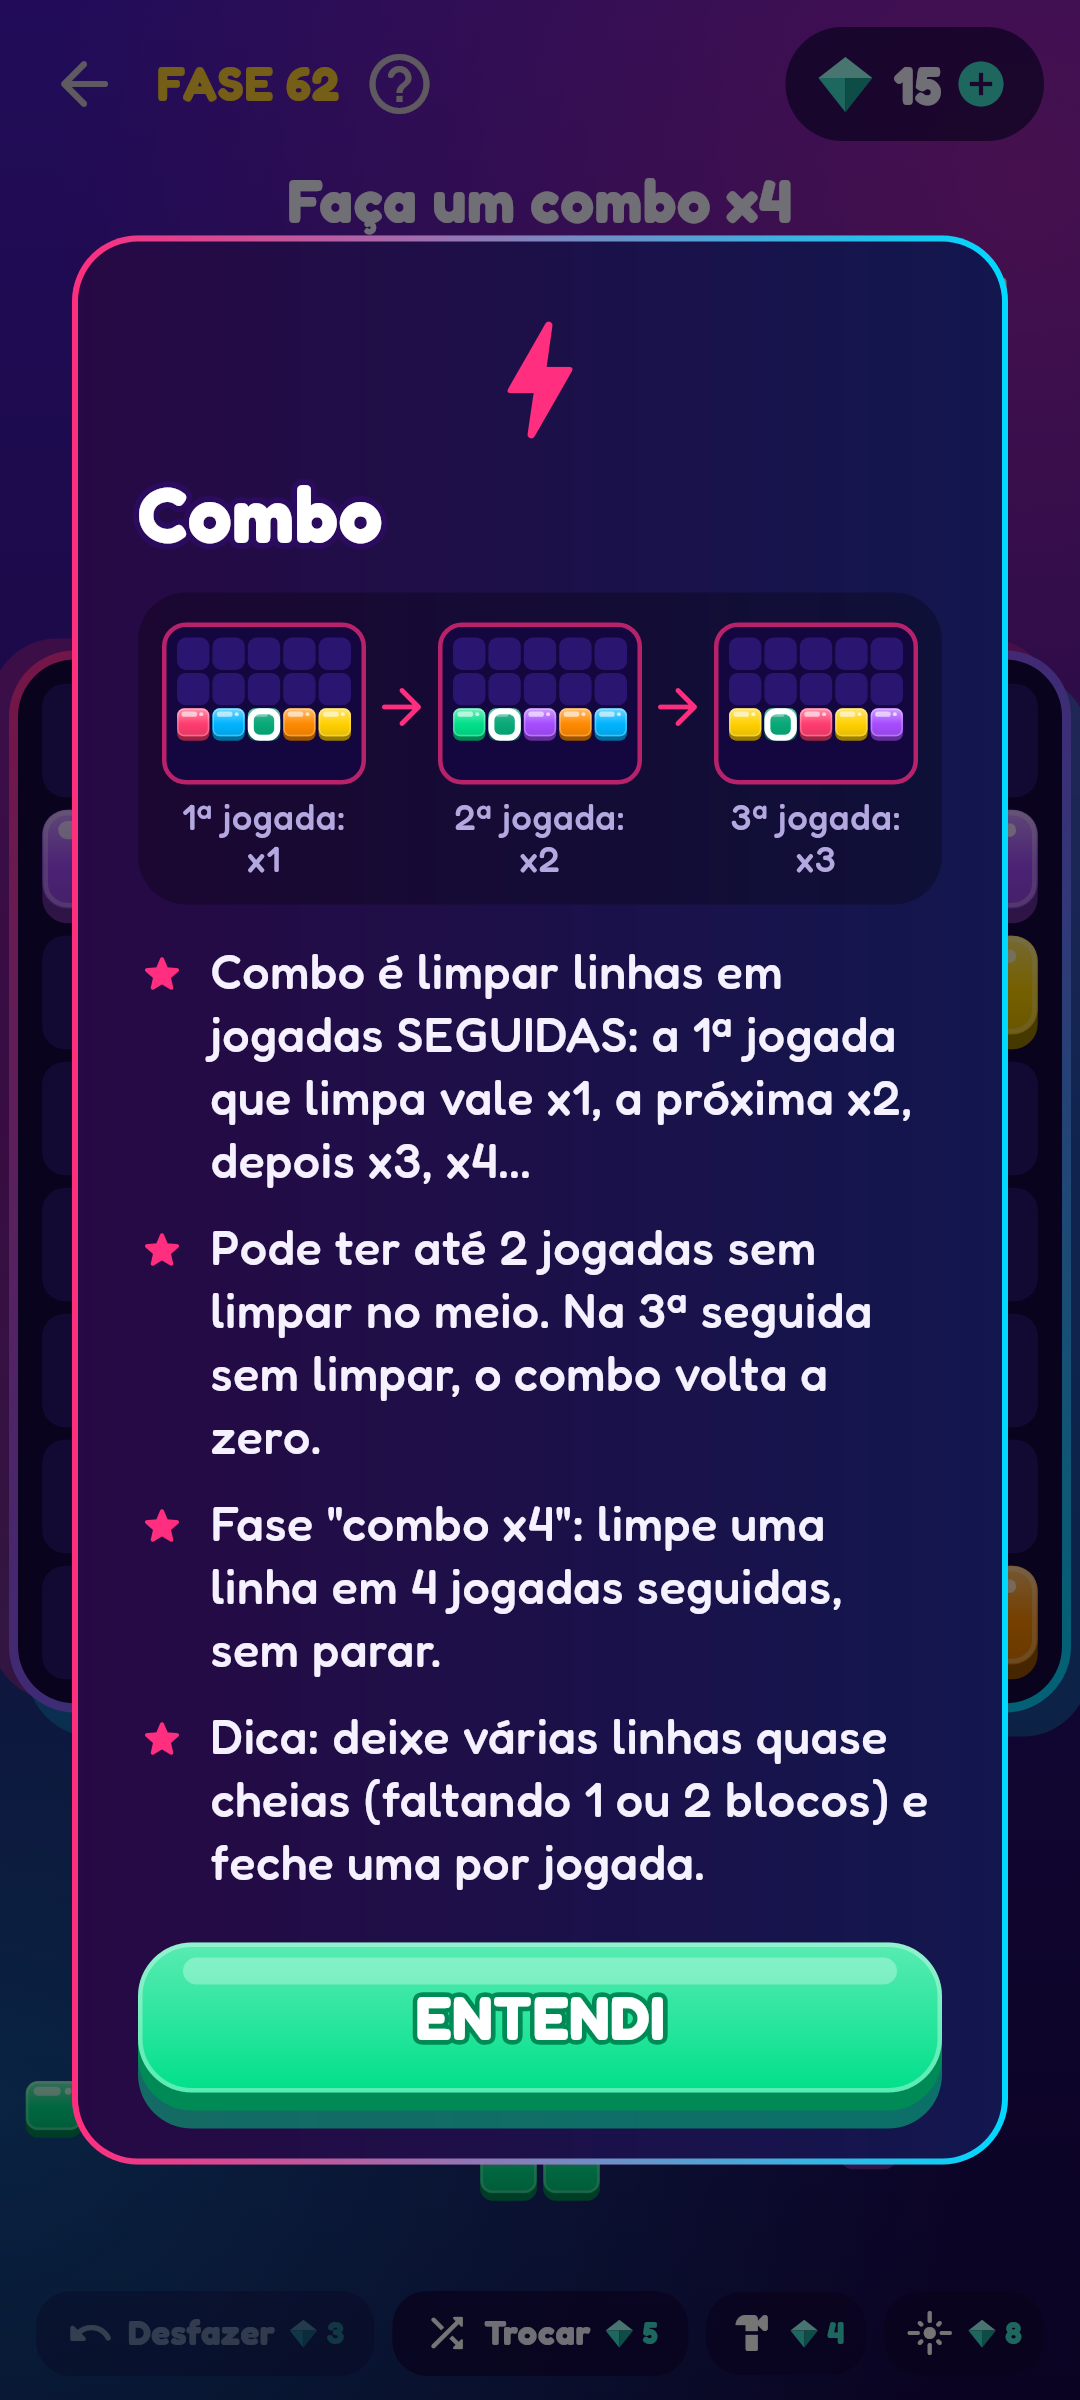 FASE 62
15
Faça um combo x4
Combo
1ª jogada:
x1
2ª jogada:
x2
3ª jogada:
x3
Combo é limpar linhas em
jogadas SEGUIDAS: a 1ª jogada
que limpa vale x1, a próxima x2,
depois x3, x4...
Pode ter até 2 jogadas sem
limpar no meio. Na 3ª seguida
sem limpar, o combo volta a
zero.
Fase "combo x4": limpe uma
linha em 4 jogadas seguidas,
sem parar.
Dica: deixe várias linhas quase
cheias (faltando 1 ou 2 blocos) e
feche uma por jogada.
ENTENDI
Desfazer 3
Trocar 5
4
8